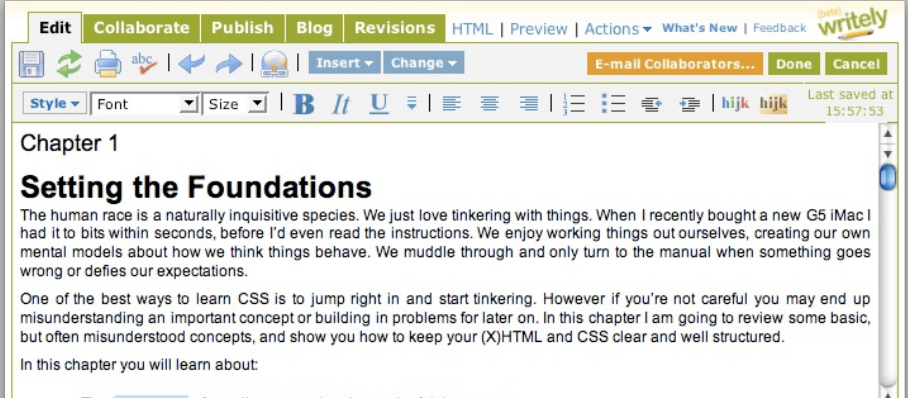 Edit Collaborate Publish Blog Revisions HTML | Preview | Actions What's New | Feedback (beta) writely
abc Insert Change E-mail Collaborators... Done Cancel
Style Font Size B It U hijk hijk Last saved at
15:57:53
Chapter 1
Setting the Foundations
The human race is a naturally inquisitive species. We just love tinkering with things. When I recently bought a new G5 iMac I
had it to bits within seconds, before I'd even read the instructions. We enjoy working things out ourselves, creating our own
mental models about how we think things behave. We muddle through and only turn to the manual when something goes
wrong or defies our expectations.
One of the best ways to learn CSS is to jump right in and start tinkering. However if you're not careful you may end up
misunderstanding an important concept or building in problems for later on. In this chapter I am going to review some basic,
but often misunderstood concepts, and show you how to keep your (X)HTML and CSS clear and well structured.
In this chapter you will learn about: